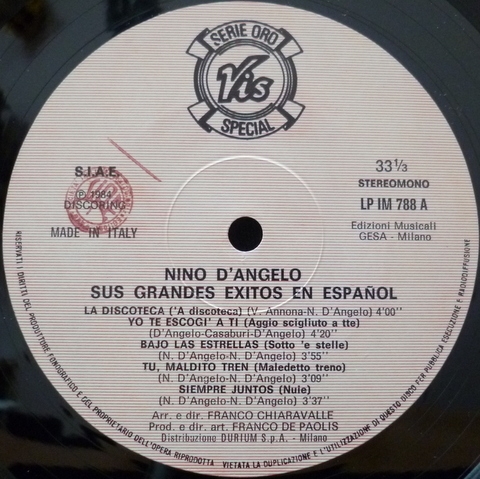 SERIE ORO
Vis
SPECIAL
S.I.A.E.
Ⓟ 1984
DISCORING
MADE IN ITALY
33 1/3
STEREOMONO
LP IM 788 A
Edizioni Musicali
GESA - Milano
NINO D'ANGELO
SUS GRANDES EXITOS EN ESPAÑOL
LA DISCOTECA ('A discoteca) (V. Annona-N. D'Angelo) 4'00"
YO TE ESCOGI' A TI (Aggio scigliuto a tte)
(D'Angelo-Casaburi-D'Angelo) 4'20"
BAJO LAS ESTRELLAS (Sotto 'e stelle)
(N. D'Angelo-N. D'Angelo) 3'55"
TU, MALDITO TREN (Maledetto treno)
(N. D'Angelo-N. D'Angelo) 3'09"
SIEMPRE JUNTOS (Nuie)
(N. D'Angelo-N. D'Angelo) 3'37"
Arr. e dir. FRANCO CHIARAVALLE
Prod. e dir. art. FRANCO DE PAOLIS
Distribuzione DURIUM S.p.A. - Milano
RISERVATI I DIRITTI DEL PRODUTTORE FONOGRAFICO E DEL PROPRIETARIO DELL'OPERA RIPRODOTTA VIETATA LA DUPLICAZIONE E L'UTILIZZAZIONE DI QUESTO DISCO PER PUBBLICA ESECUZIONE E RADIODIFFUSIONE